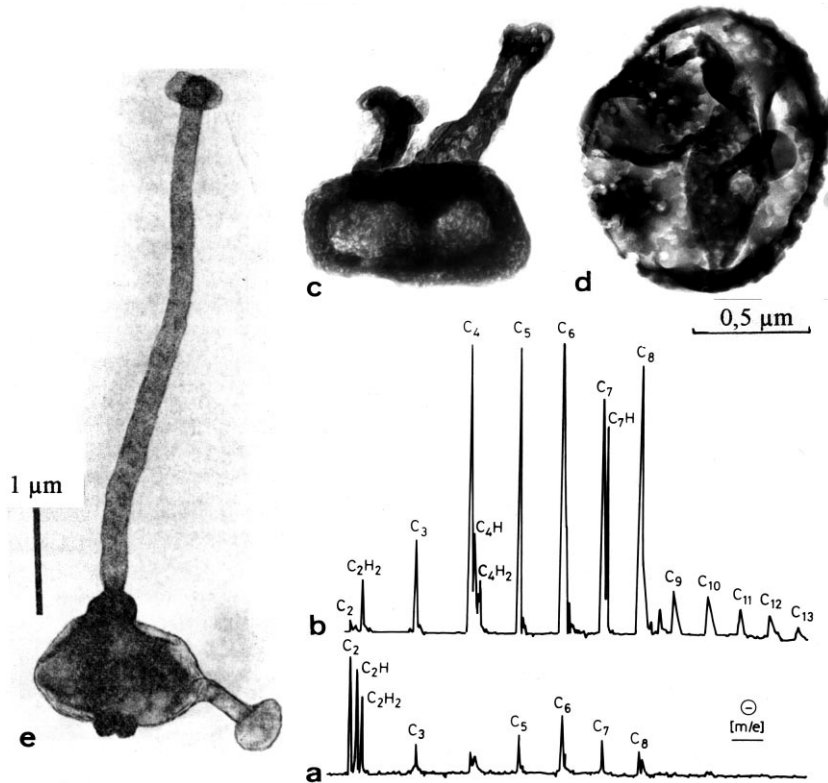 c
d
0,5 µm
C₄
C₅
C₆
C₈
C₇
C₇H
1 µm
C₃
C₄H
C₂H₂
C₄H₂
C₂
C₉
C₁₀
C₁₁
C₁₂
C₁₃
b
C₂
C₂H
C₂H₂
C₃
C₅
C₆
C₇
C₈
⊖
[m/e]
e
a